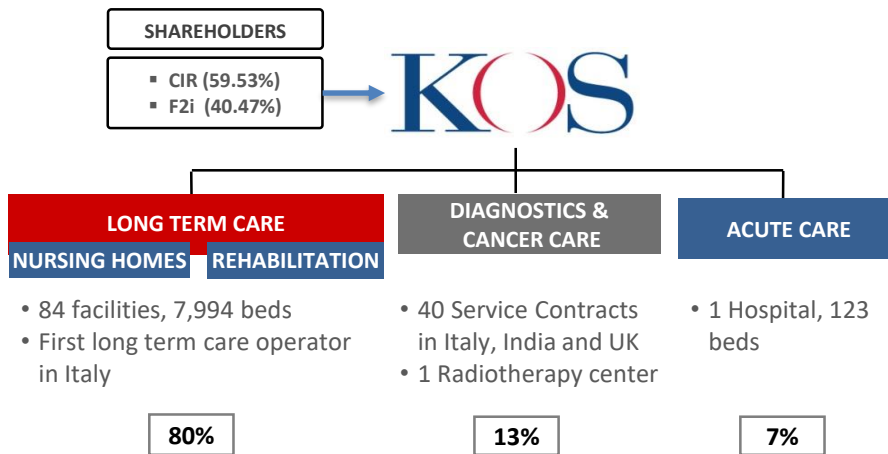 SHAREHOLDERS
▪ CIR (59.53%)
▪ F2i (40.47%)
KOS
LONG TERM CARE
NURSING HOMES
REHABILITATION
• 84 facilities, 7,994 beds
• First long term care operator
in Italy
80%
DIAGNOSTICS &
CANCER CARE
• 40 Service Contracts
in Italy, India and UK
• 1 Radiotherapy center
13%
ACUTE CARE
• 1 Hospital, 123
beds
7%